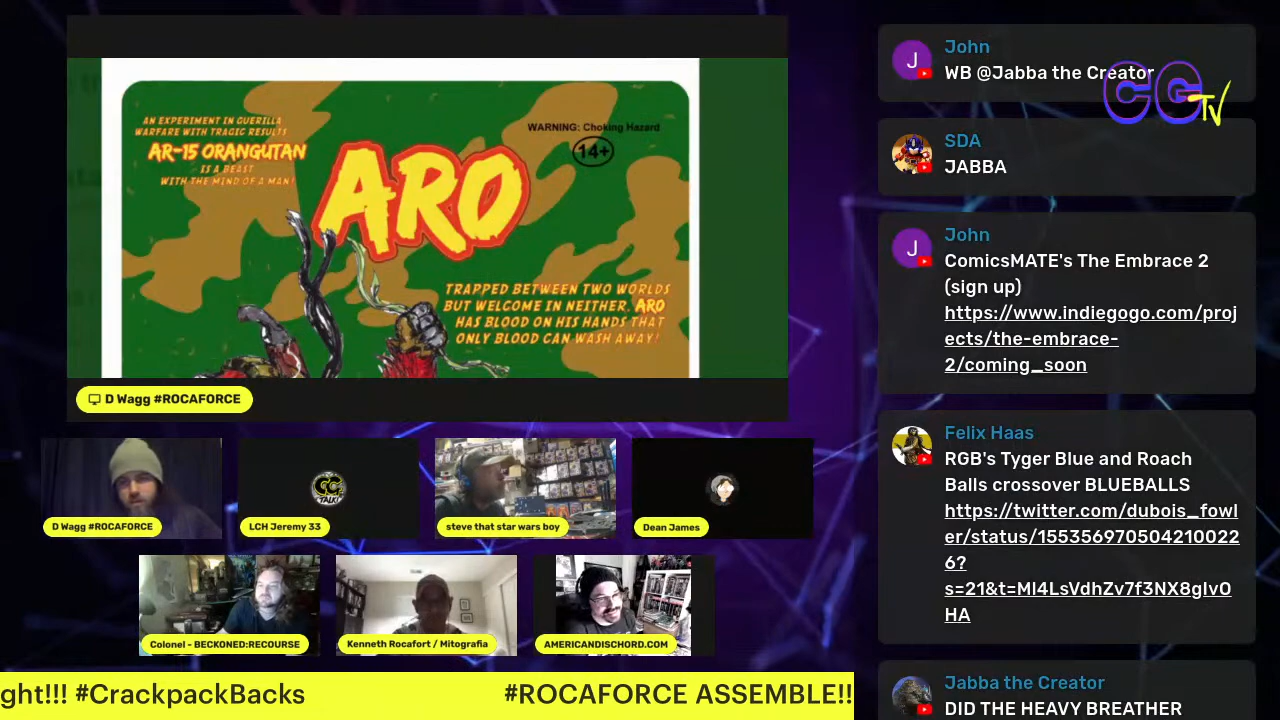 AN EXPERIMENT IN GUERILLA
WARFARE WITH TRAGIC RESULTS
AR-15 ORANGUTAN
IS A BEAST
WITH THE MIND OF A MAN!
WARNING: Choking Hazard
14+
ARO
TRAPPED BETWEEN TWO WORLDS
BUT WELCOME IN NEITHER. ARO
HAS BLOOD ON HIS HANDS THAT
ONLY BLOOD CAN WASH AWAY!
D Wagg #ROCAFORCE
D Wagg #ROCAFORCE
CG
TALK!
LCH Jeremy 33
steve that star wars boy
Dean James
Colonel - BECKONED:RECOURSE
Kenneth Rocafort / Mitografia
AMERICANDISCHORD.COM
ght!!! #CrackpackBacks
#ROCAFORCE ASSEMBLE!!
CG
TV
J
John
WB @Jabba the Creator
SDA
JABBA
J
John
ComicsMATE's The Embrace 2
(sign up)
https://www.indiegogo.com/proj
ects/the-embrace-
2/coming_soon
Felix Haas
RGB's Tyger Blue and Roach
Balls crossover BLUEBALLS
https://twitter.com/dubois_fowl
er/status/155356970504210022
6?
s=21&t=MI4LsVdhZv7f3NX8gIvO
HA
Jabba the Creator
DID THE HEAVY BREATHER